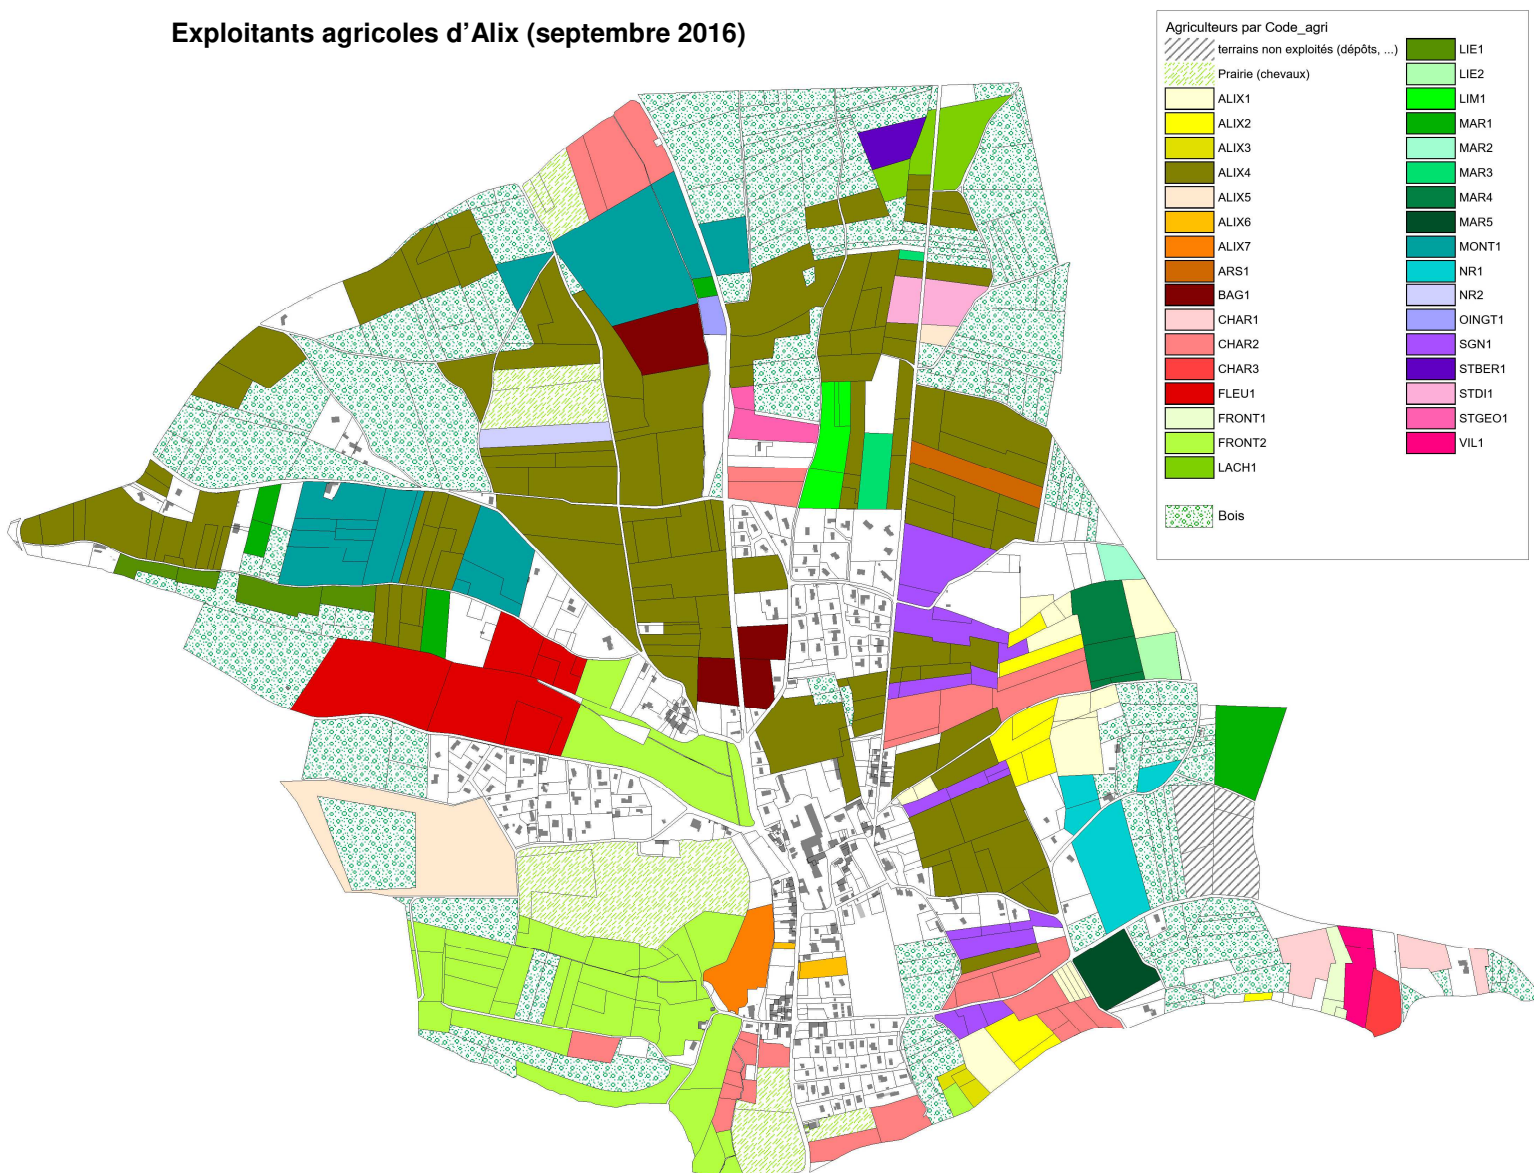 Exploitants agricoles d'Alix (septembre 2016)
Agriculteurs par Code_agri
terrains non exploités (dépôts, ...)
Prairie (chevaux)
ALIX1
ALIX2
ALIX3
ALIX4
ALIX5
ALIX6
ALIX7
ARS1
BAG1
CHAR1
CHAR2
CHAR3
FLEU1
FRONT1
FRONT2
LACH1
Bois
LIE1
LIE2
LIM1
MAR1
MAR2
MAR3
MAR4
MAR5
MONT1
NR1
NR2
OINGT1
SGN1
STBER1
STDI1
STGEO1
VIL1